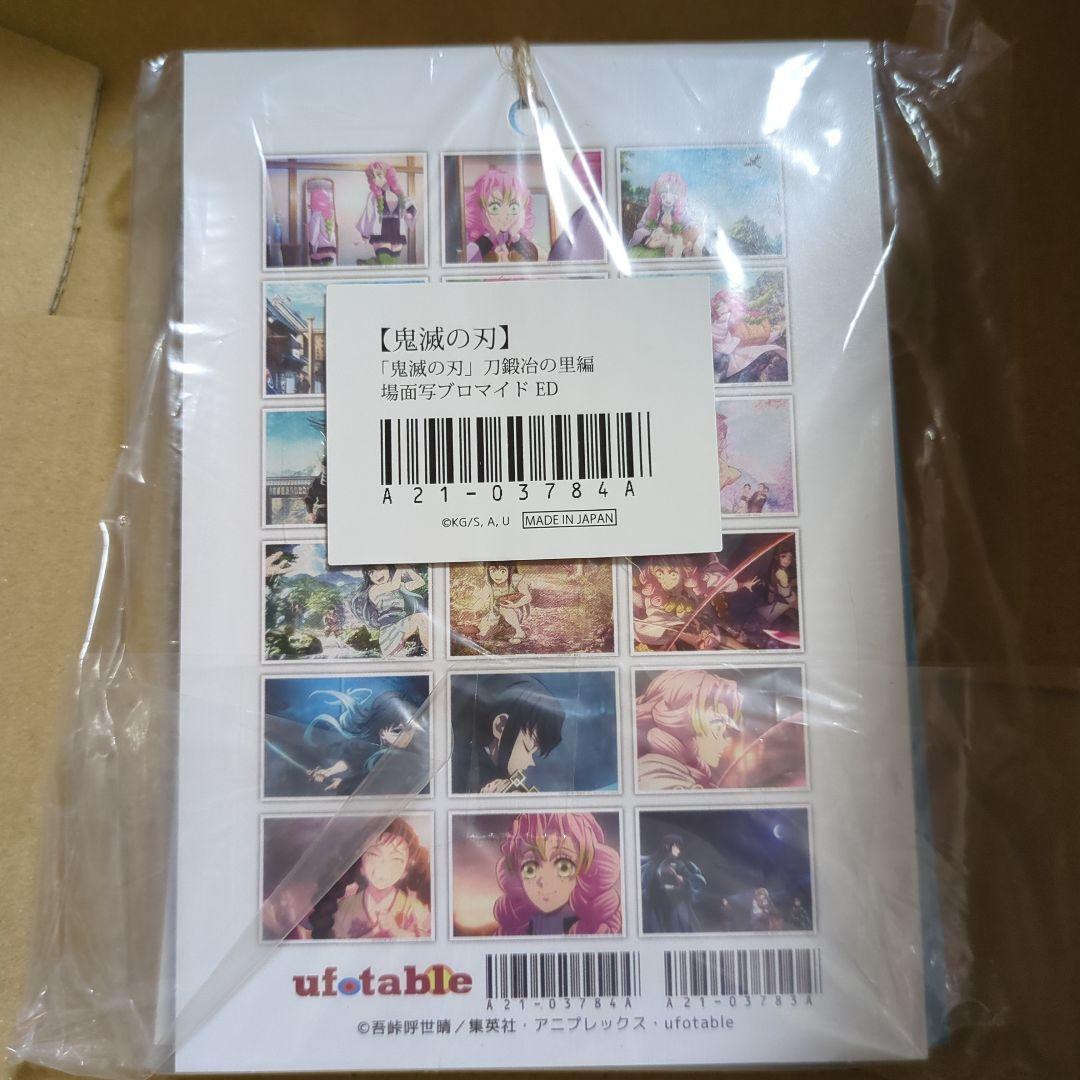 【鬼滅の刃】
「鬼滅の刃」刀鍛冶の里編
場面写ブロマイド ED
A21-03784A
©KG/S, A, U MADE IN JAPAN
ufotable
A21-03784A
A21-03783A
©吾峠呼世晴／集英社・アニプレックス・ufotable